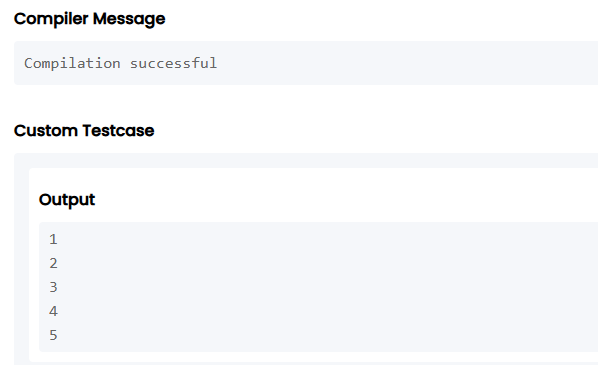 Compiler Message
Compilation successful
Custom Testcase
Output
1
2
3
4
5